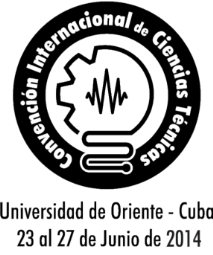 Convención Internacional de Ciencias Técnicas
Universidad de Oriente - Cuba
23 al 27 de Junio de 2014